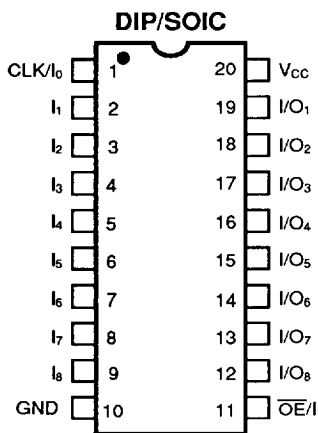 DIP/SOIC
CLK/I₀ 1 20 VCC
I₁ 2 19 I/O₁
I₂ 3 18 I/O₂
I₃ 4 17 I/O₃
I₄ 5 16 I/O₄
I₅ 6 15 I/O₅
I₆ 7 14 I/O₆
I₇ 8 13 I/O₇
I₈ 9 12 I/O₈
GND 10 11 O̅E̅/I